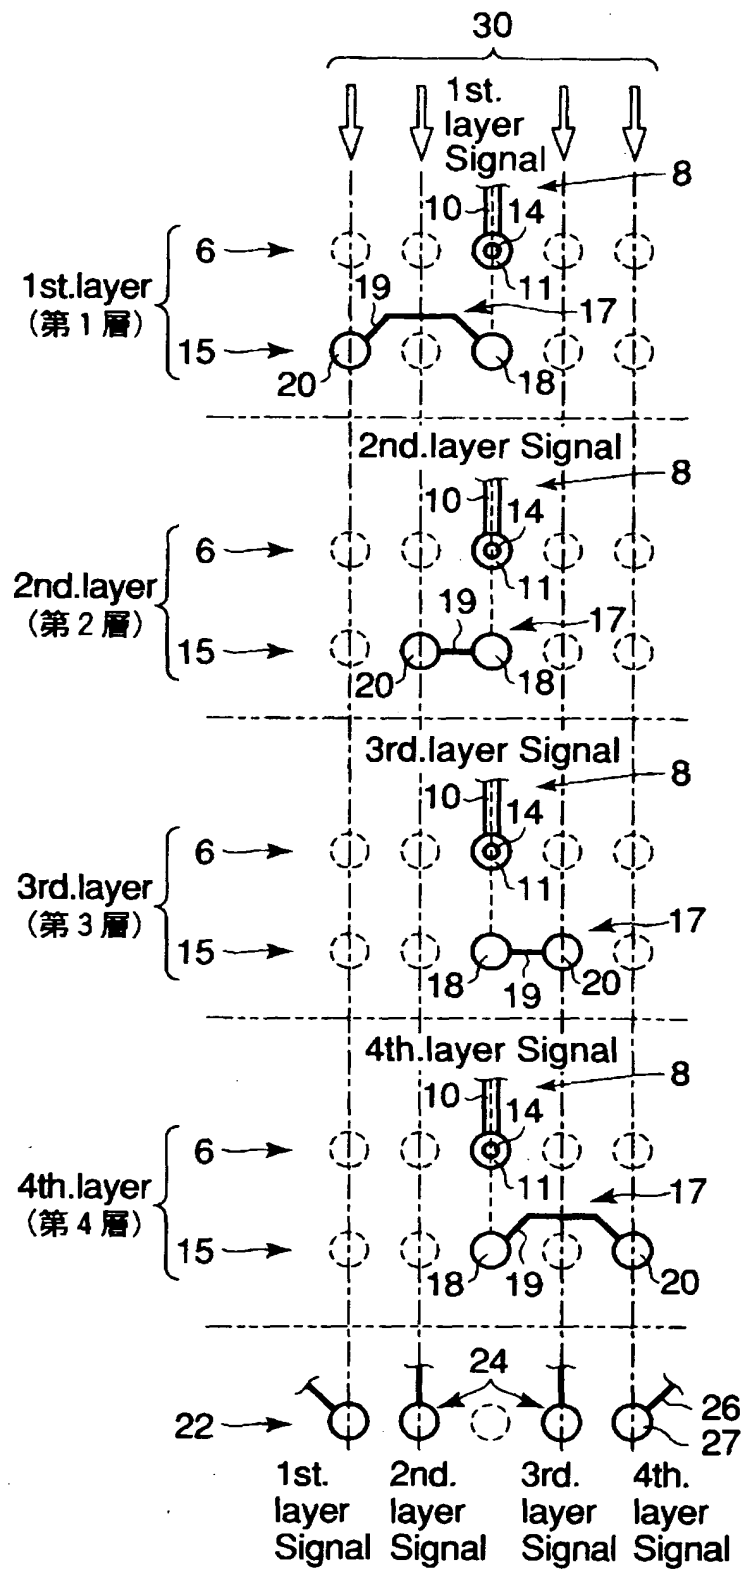 30
1st.
layer
Signal
8
10
14
6
11
1st.layer
(第1層)
19
17
15
20
18
2nd.layer Signal
8
10
14
6
11
2nd.layer
(第2層)
19
17
15
20
18
3rd.layer Signal
8
10
14
6
11
3rd.layer
(第3層)
17
15
18
19
20
4th.layer Signal
8
10
14
6
11
4th.layer
(第4層)
17
15
18
19
20
24
26
22
27
1st.
layer
Signal
2nd.
layer
Signal
3rd.
layer
Signal
4th.
layer
Signal